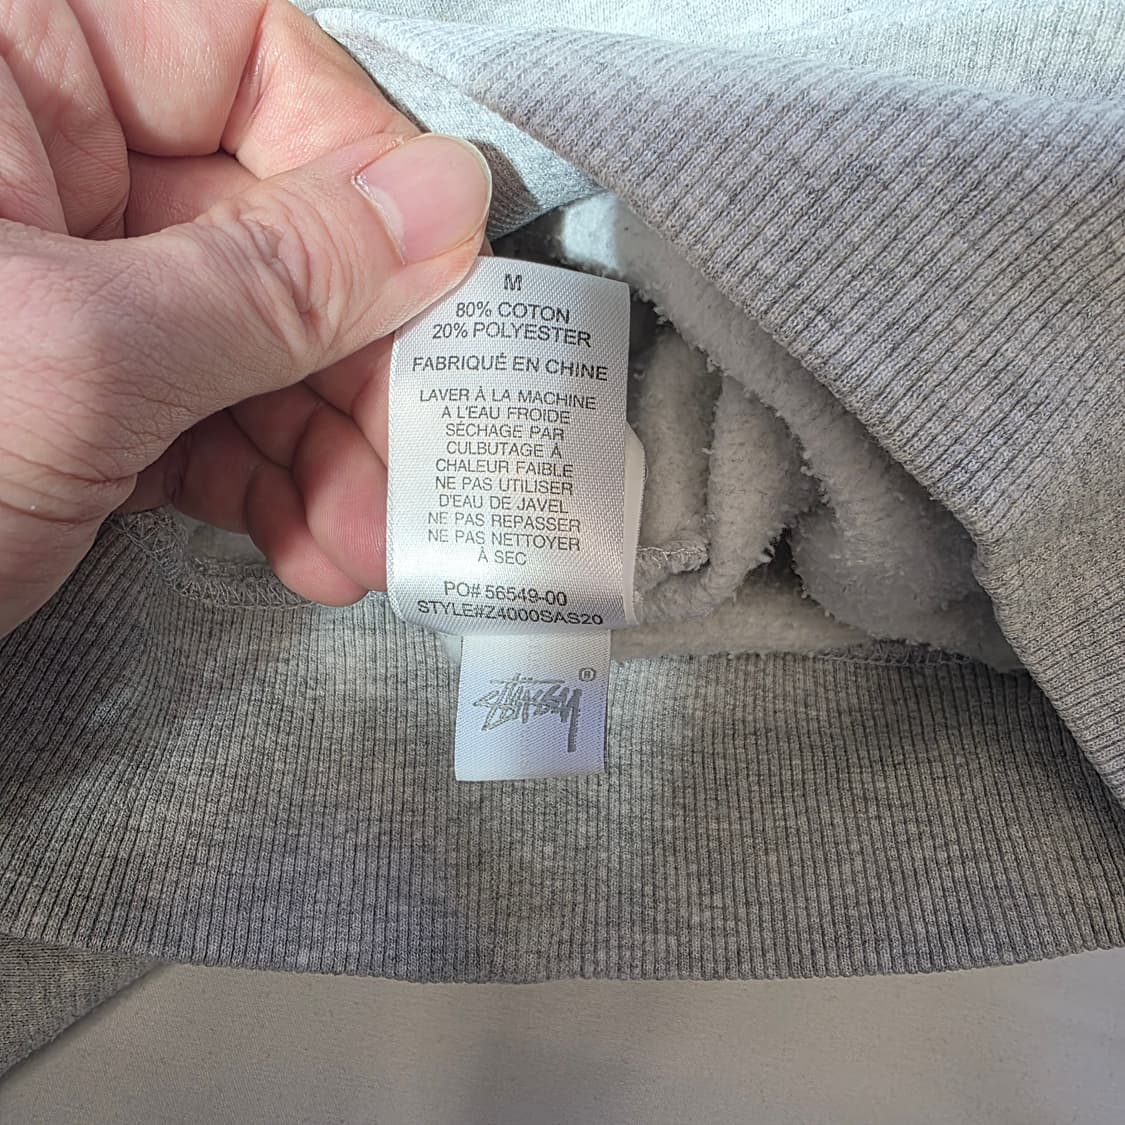 M
80% COTON
20% POLYESTER
FABRIQUÉ EN CHINE
LAVER À LA MACHINE
A L'EAU FROIDE
SÉCHAGE PAR
CULBUTAGE À
CHALEUR FAIBLE
NE PAS UTILISER
D'EAU DE JAVEL
NE PAS REPASSER
NE PAS NETTOYER
À SEC
PO# 56549-00
STYLE#Z4000SAS20
STÜSSY®